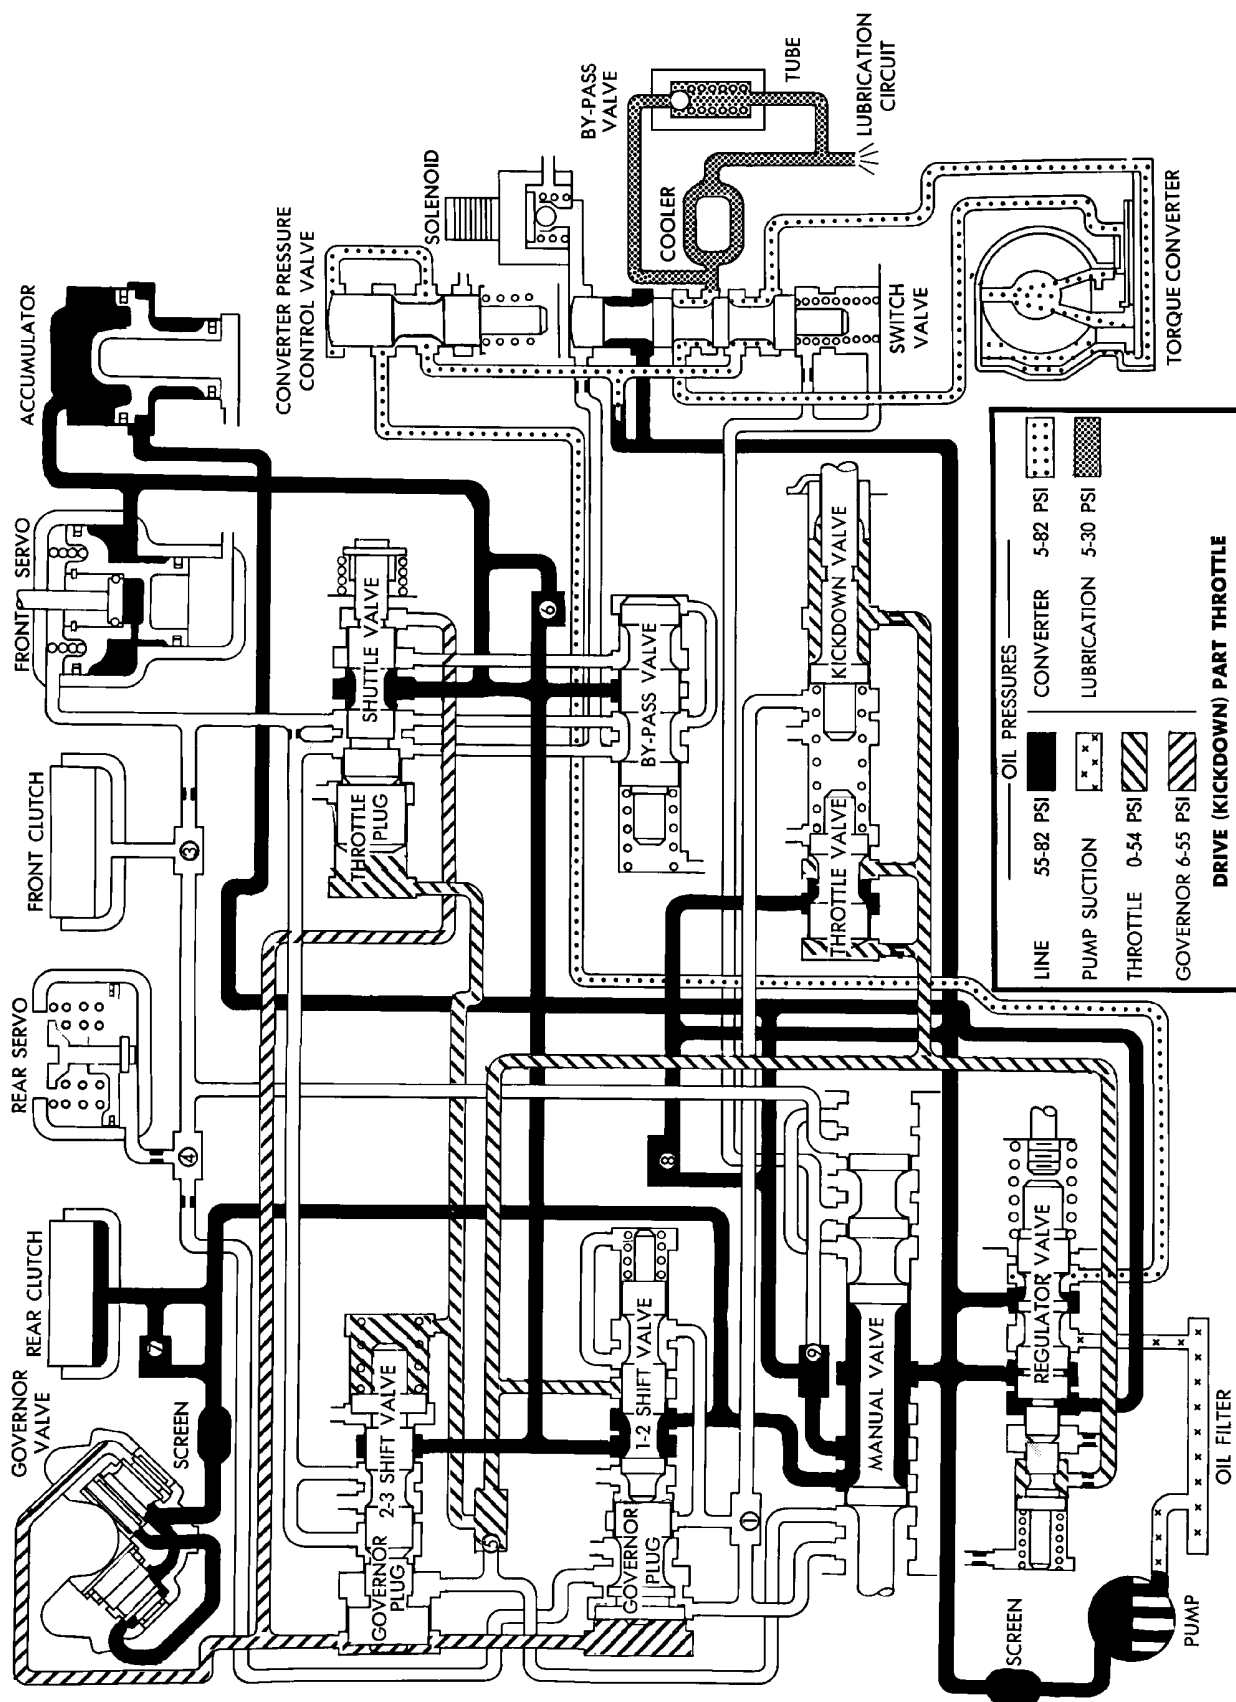 GOVERNOR
VALVE
REAR CLUTCH
REAR SERVO
FRONT CLUTCH
FRONT SERVO
ACCUMULATOR
SCREEN
7
4
3
CONVERTER PRESSURE
CONTROL VALVE
SOLENOID
BY-PASS
VALVE
TUBE
COOLER
LUBRICATION
CIRCUIT
SWITCH
VALVE
TORQUE CONVERTER
GOVERNOR
PLUG
2-3 SHIFT VALVE
THROTTLE
PLUG
SHUTTLE VALVE
5
6
GOVERNOR
PLUG
1-2 SHIFT VALVE
BY-PASS VALVE
8
1
9
THROTTLE VALVE
KICKDOWN VALVE
MANUAL VALVE
REGULATOR VALVE
SCREEN
PUMP
OIL FILTER
OIL PRESSURES
LINE 55-82 PSI
CONVERTER 5-82 PSI
PUMP SUCTION
LUBRICATION 5-30 PSI
THROTTLE 0-54 PSI
GOVERNOR 6-55 PSI
DRIVE (KICKDOWN) PART THROTTLE